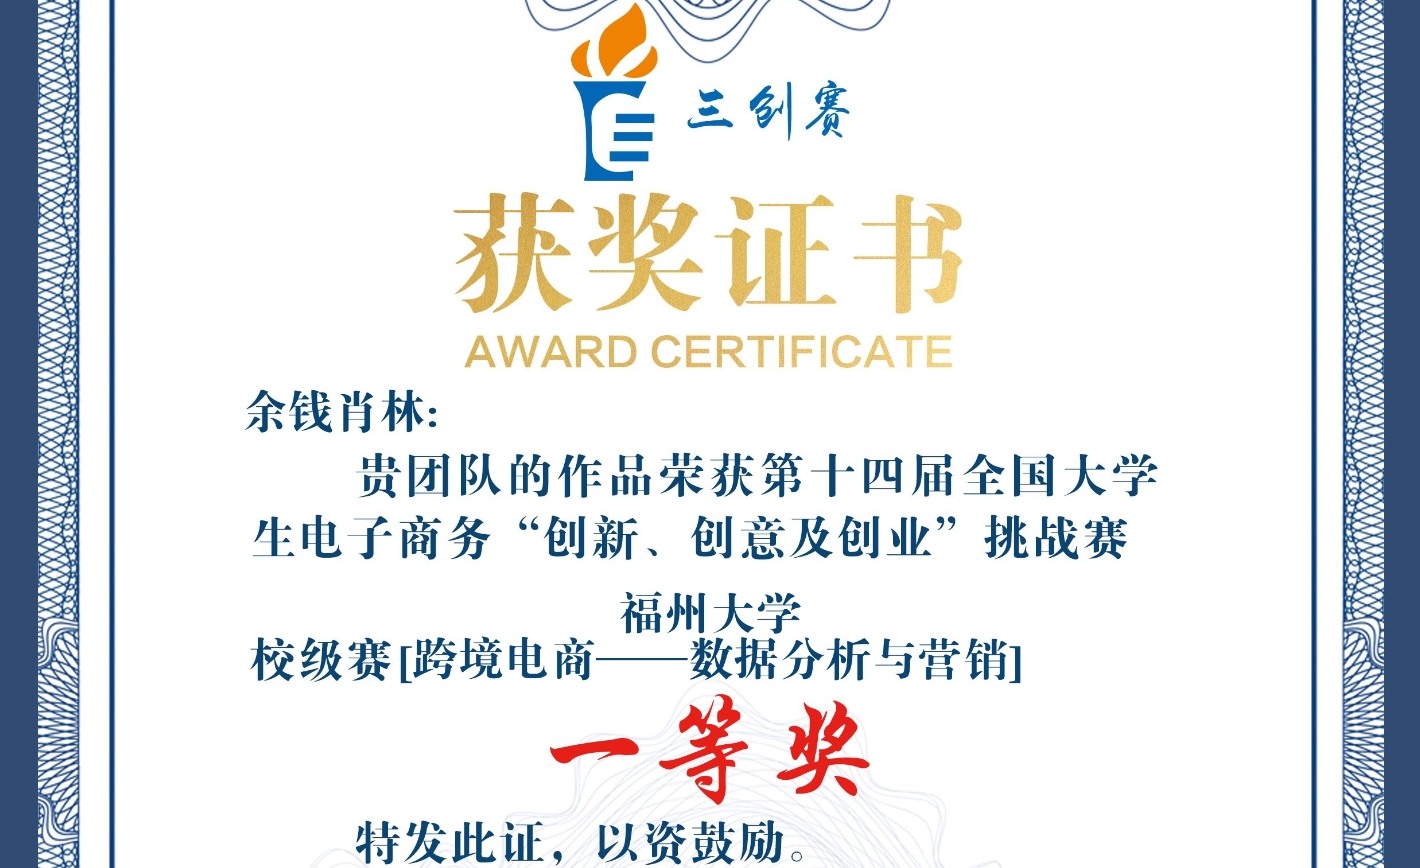 三创赛
获奖证书
AWARD CERTIFICATE
余钱肖林:
贵团队的作品荣获第十四届全国大学
生电子商务“创新、创意及创业”挑战赛
福州大学
校级赛[跨境电商——数据分析与营销]
一等奖
特发此证，以资鼓励。